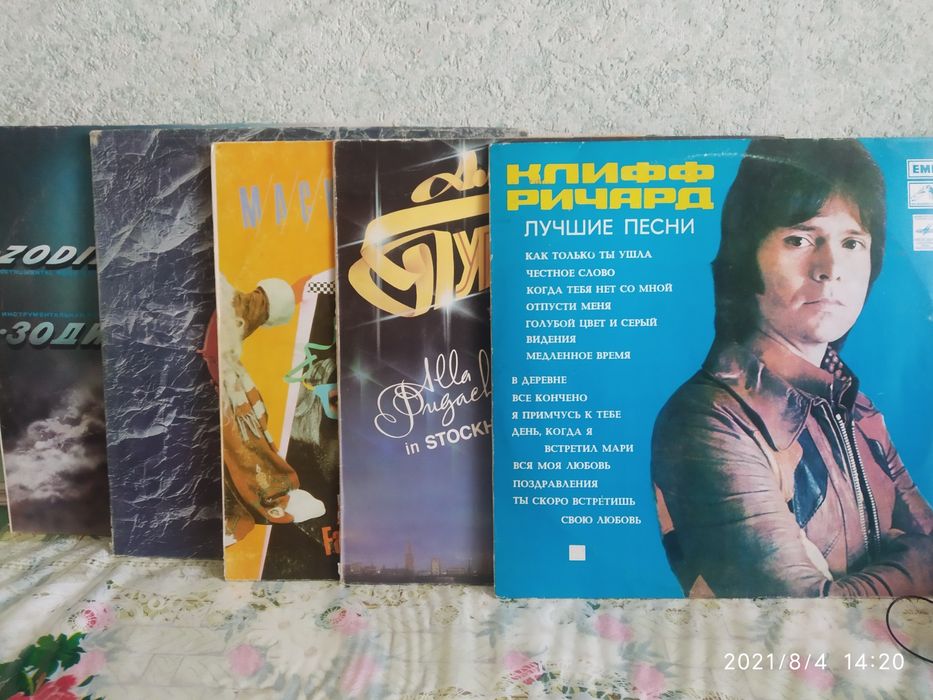 ZODI
ИНСТРУМЕНТАЛЬНАЯ
ЗОДИ
Alla
in STOCKH
КЛИФФ
РИЧАРД
ЛУЧШИЕ ПЕСНИ
КАК ТОЛЬКО ТЫ УШЛА
ЧЕСТНОЕ СЛОВО
КОГДА ТЕБЯ НЕТ СО МНОЙ
ОТПУСТИ МЕНЯ
ГОЛУБОЙ ЦВЕТ И СЕРЫЙ
ВИДЕНИЯ
МЕДЛЕННОЕ ВРЕМЯ
В ДЕРЕВНЕ
ВСЕ КОНЧЕНО
Я ПРИМЧУСЬ К ТЕБЕ
ДЕНЬ, КОГДА Я
ВСТРЕТИЛ МАРИ
ВСЯ МОЯ ЛЮБОВЬ
ПОЗДРАВЛЕНИЯ
ТЫ СКОРО ВСТРЕТИШЬ
СВОЮ ЛЮБОВЬ
EMI
2021/8/4 14:20